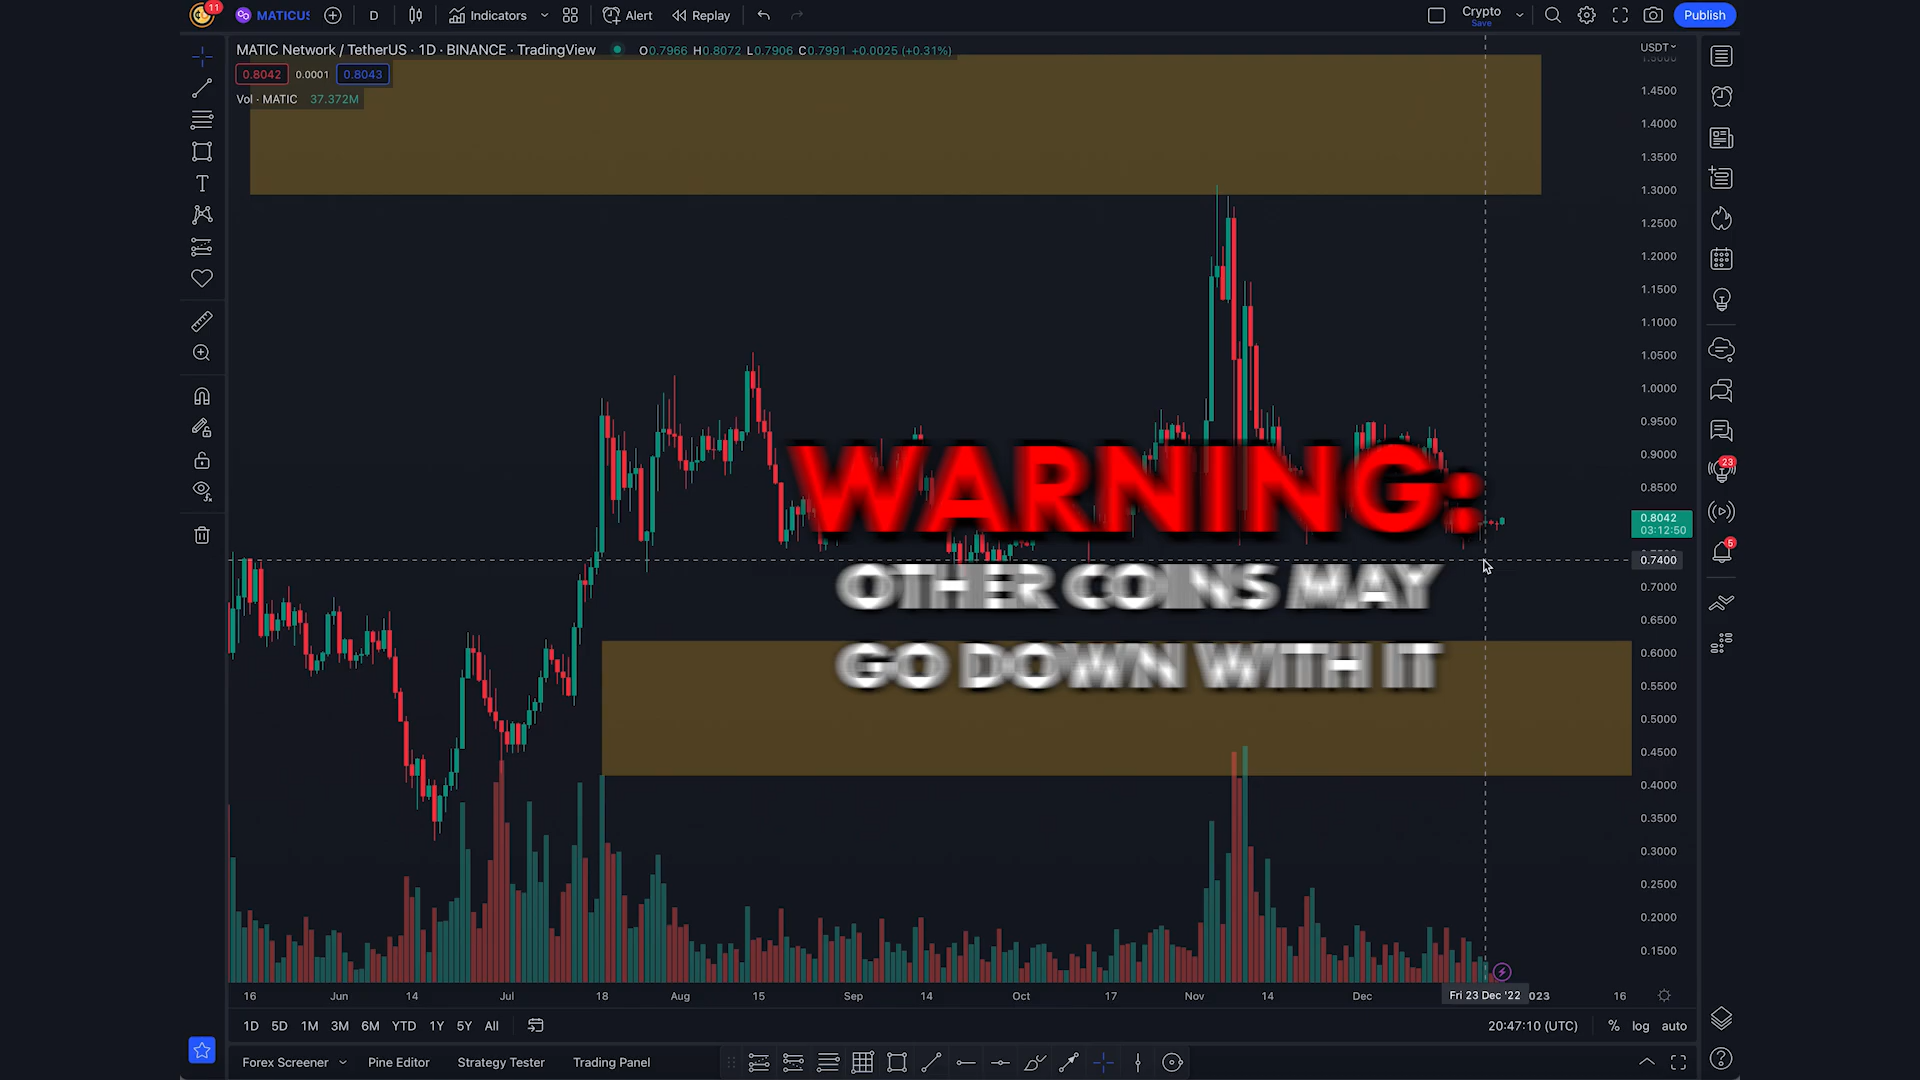 11
MATICUS
D
Indicators
Alert
Replay
Crypto
Save
Publish
MATIC Network / TetherUS · 1D · BINANCE · TradingView
O0.7966 H0.8072 L0.7906 C0.7991 +0.0025 (+0.31%)
USDT
0.8042
0.0001
0.8043
Vol · MATIC 37.372M
1.4500
1.4000
1.3500
1.3000
1.2500
1.2000
1.1500
1.1000
1.0500
1.0000
0.9500
0.9000
0.8500
0.8042
03:12:50
0.7400
0.7000
0.6500
0.6000
0.5500
0.5000
0.4500
0.4000
0.3500
0.3000
0.2500
0.2000
0.1500
23
5
WARNING:
OTHER COINS MAY
GO DOWN WITH IT
16 Jun 14 Jul 18 Aug 15 Sep 14 Oct 17 Nov 14 Dec Fri 23 Dec '22 023 16
1D 5D 1M 3M 6M YTD 1Y 5Y All
20:47:10 (UTC) % log auto
Forex Screener Pine Editor Strategy Tester Trading Panel